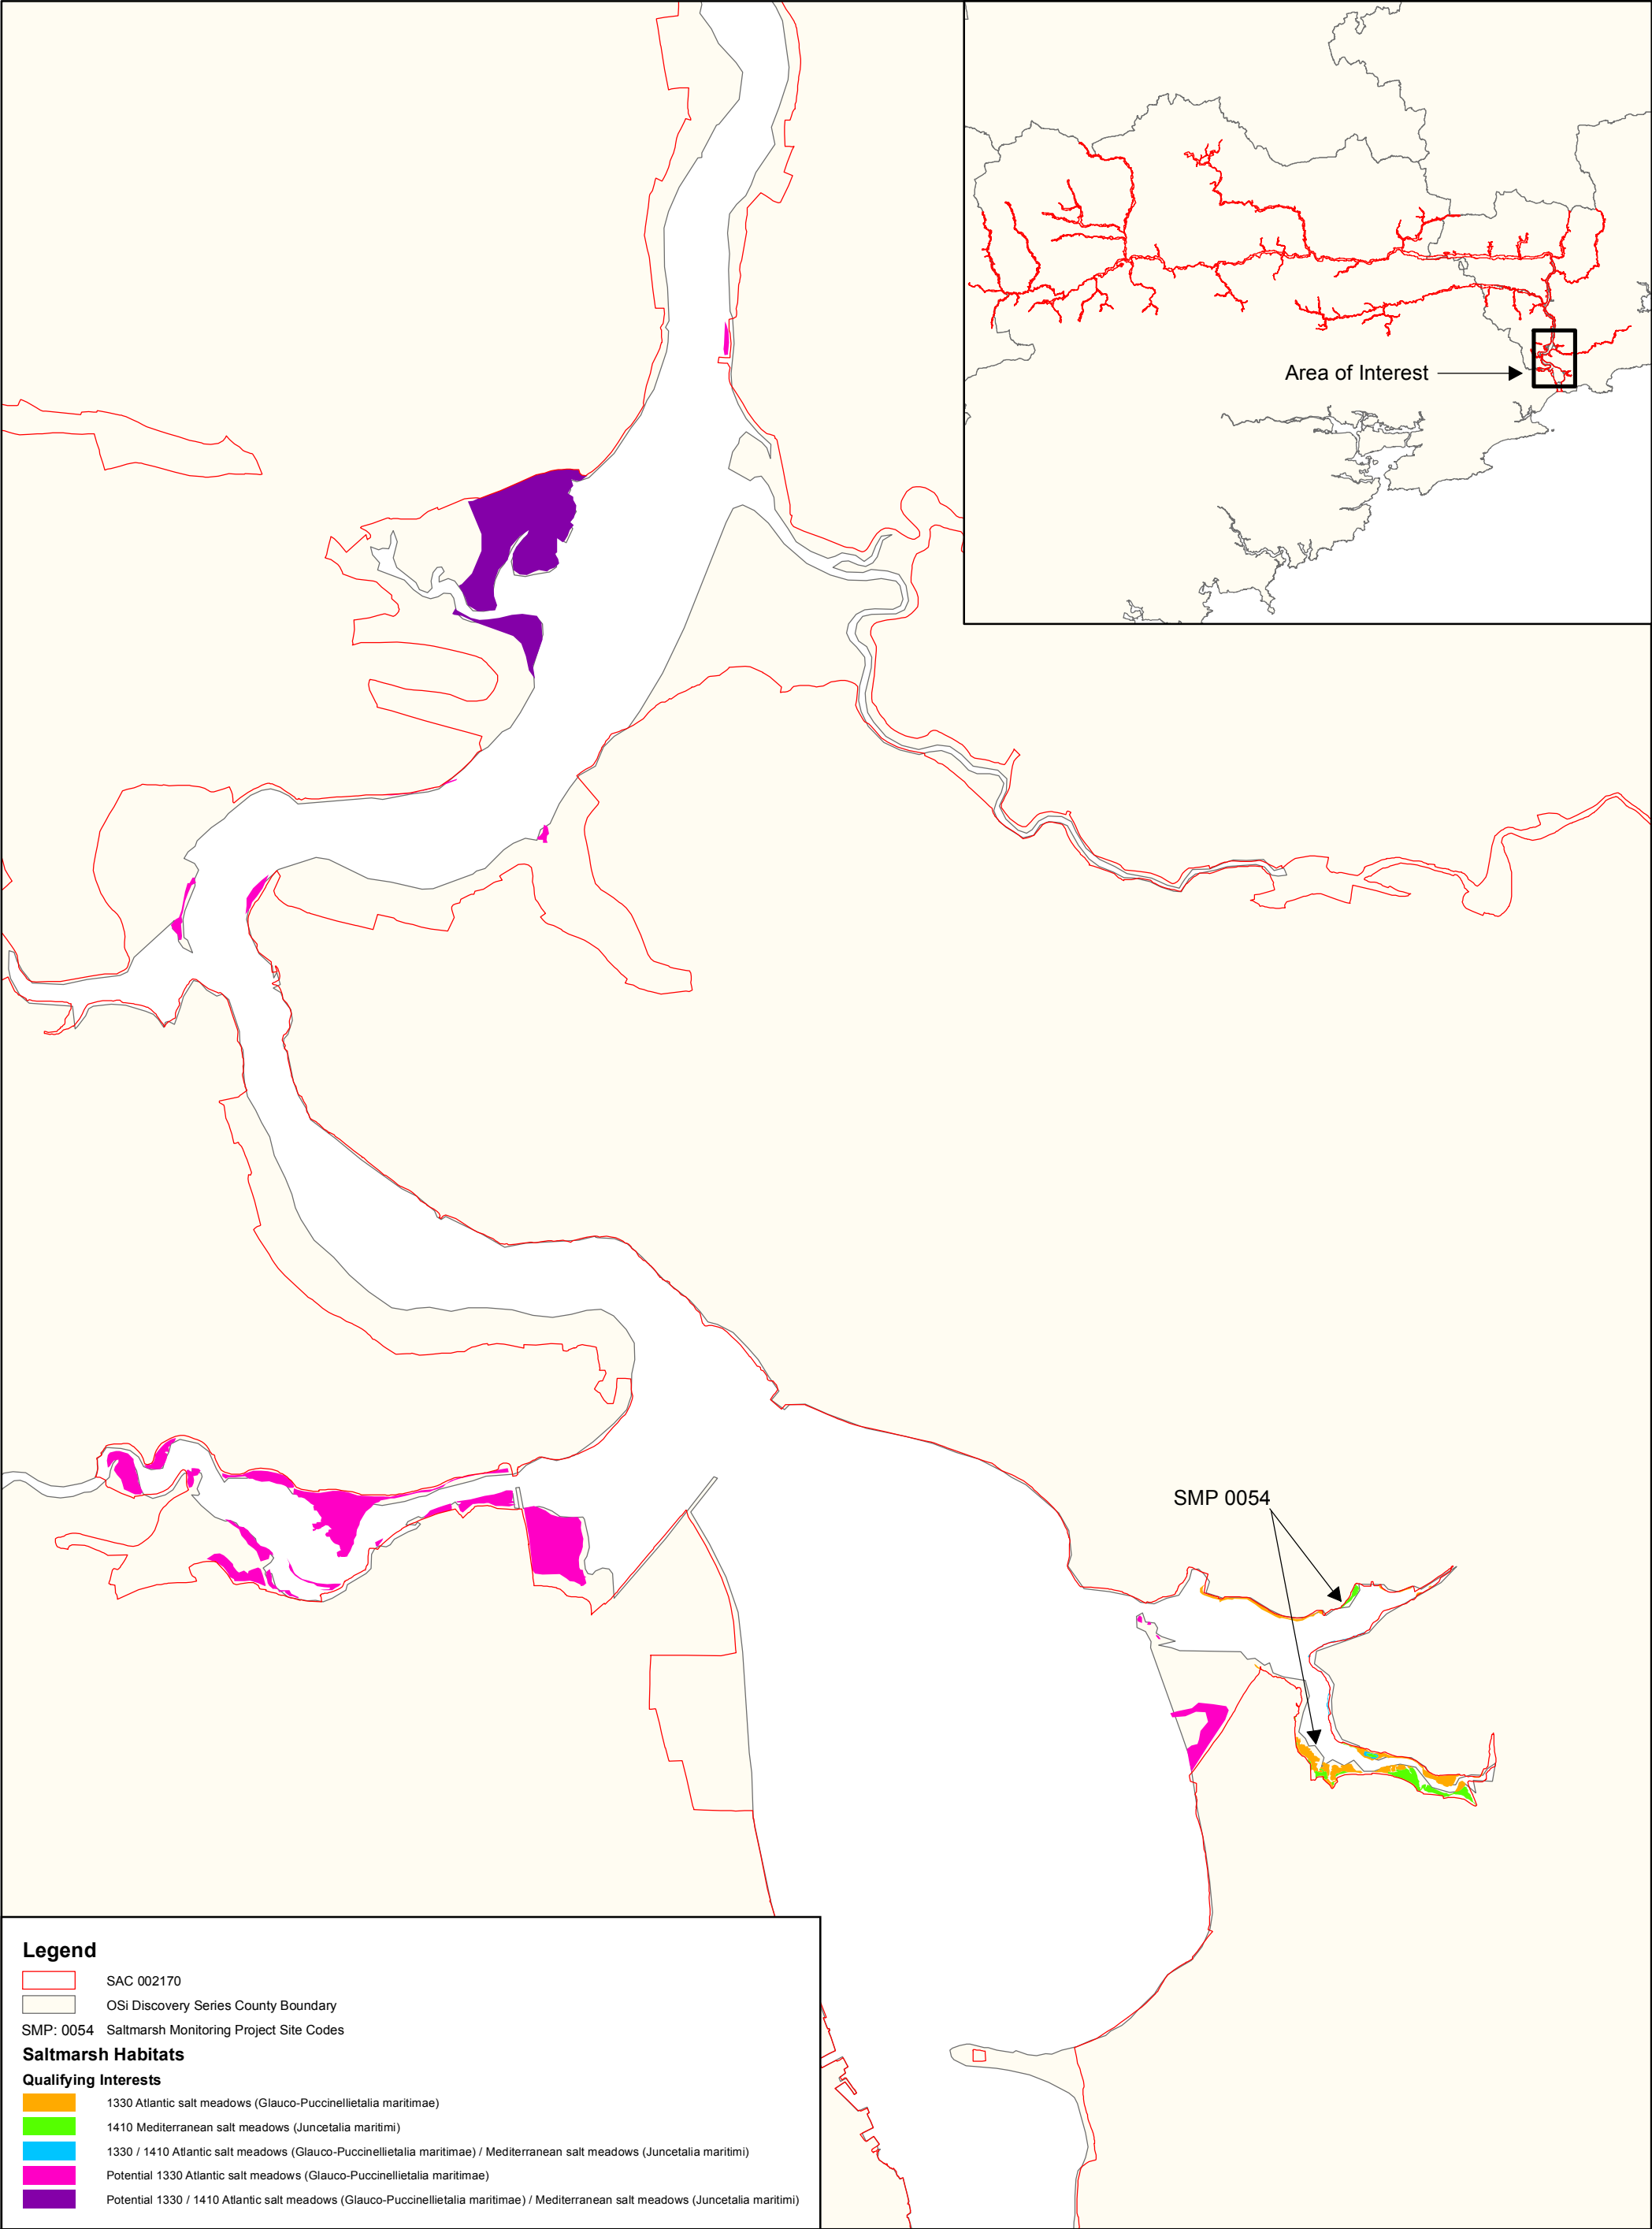 Area of Interest
SMP 0054
Legend
SAC 002170
OSi Discovery Series County Boundary
SMP: 0054 Saltmarsh Monitoring Project Site Codes
Saltmarsh Habitats
Qualifying Interests
1330 Atlantic salt meadows (Glauco-Puccinellietalia maritimae)
1410 Mediterranean salt meadows (Juncetalia maritimi)
1330 / 1410 Atlantic salt meadows (Glauco-Puccinellietalia maritimae) / Mediterranean salt meadows (Juncetalia maritimi)
Potential 1330 Atlantic salt meadows (Glauco-Puccinellietalia maritimae)
Potential 1330 / 1410 Atlantic salt meadows (Glauco-Puccinellietalia maritimae) / Mediterranean salt meadows (Juncetalia maritimi)